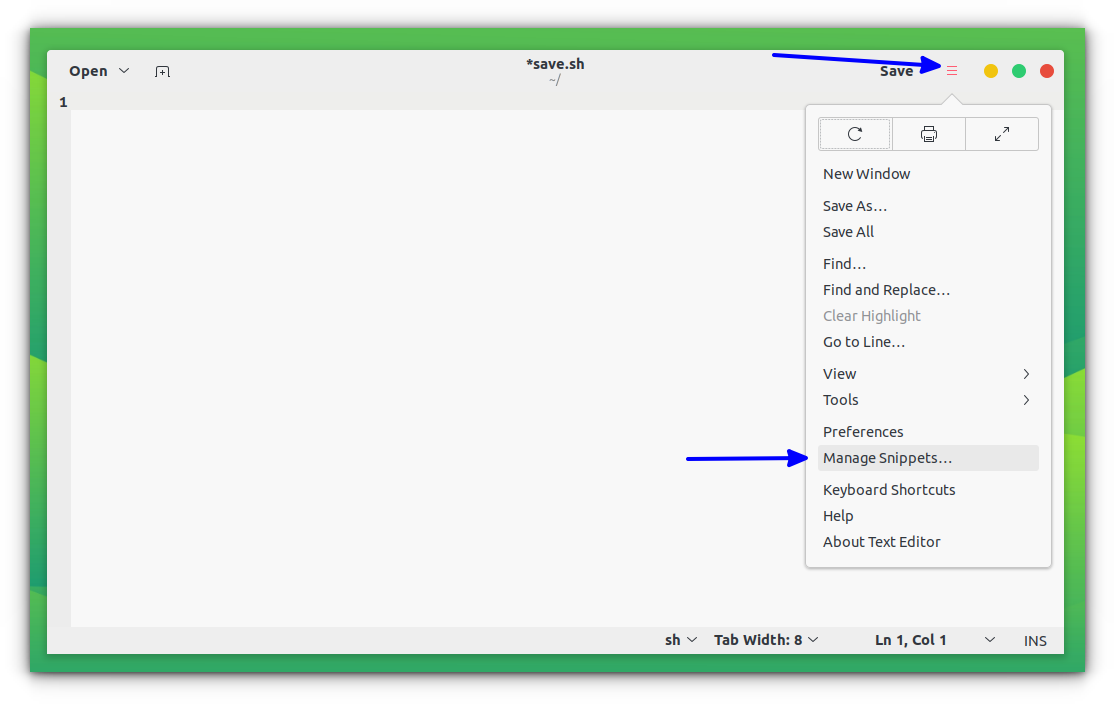 Open
*save.sh
~/
Save
1
New Window
Save As...
Save All
Find...
Find and Replace...
Clear Highlight
Go to Line...
View
Tools
Preferences
Manage Snippets...
Keyboard Shortcuts
Help
About Text Editor
sh
Tab Width: 8
Ln 1, Col 1
INS